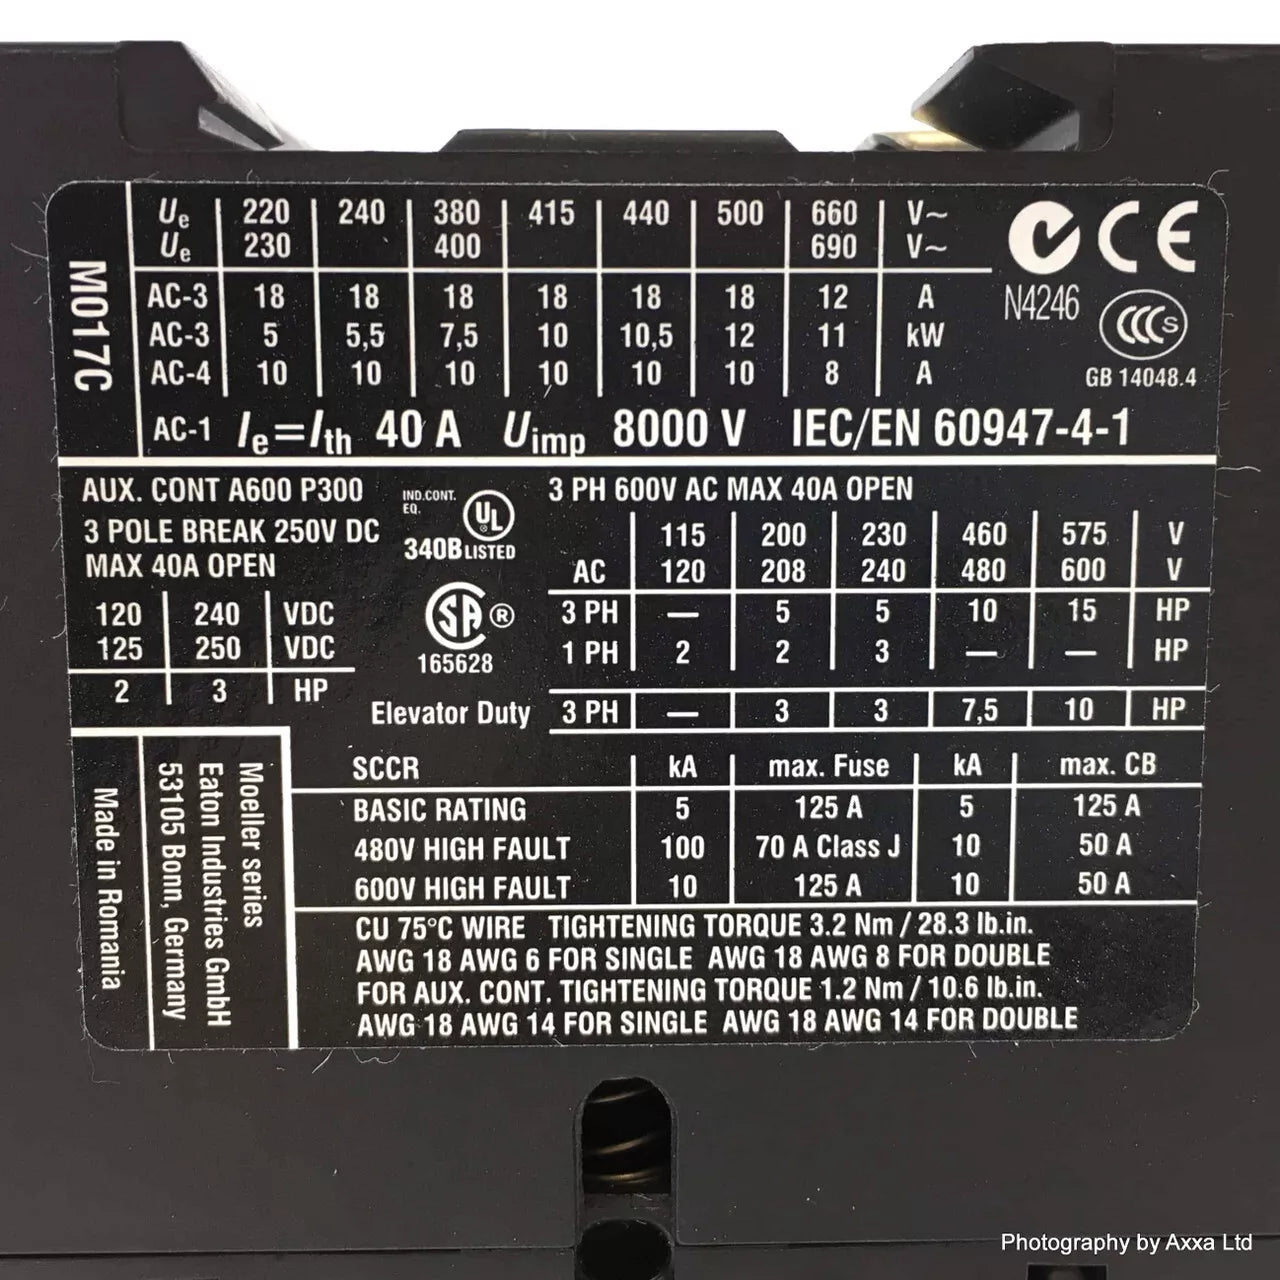 M017C
Ue 220 240 380 415 440 500 660 V~
Ue 230 400 690 V~
AC-3 18 18 18 18 18 18 12 A
AC-3 5 5,5 7,5 10 10,5 12 11 kW
AC-4 10 10 10 10 10 10 8 A
AC-1 Ie=Ith 40 A Uimp 8000 V IEC/EN 60947-4-1
CE
N4246
CCC S
GB 14048.4
AUX. CONT A600 P300
3 POLE BREAK 250V DC
MAX 40A OPEN
120 240 VDC
125 250 VDC
2 3 HP
IND.CONT.
EQ.
UL
340B LISTED
SA ®
165628
3 PH 600V AC MAX 40A OPEN
115 200 230 460 575 V
AC 120 208 240 480 600 V
3 PH — 5 5 10 15 HP
1 PH 2 2 3 — — HP
Elevator Duty 3 PH — 3 3 7,5 10 HP
SCCR kA max. Fuse kA max. CB
BASIC RATING 5 125 A 5 125 A
480V HIGH FAULT 100 70 A Class J 10 50 A
600V HIGH FAULT 10 125 A 10 50 A
CU 75°C WIRE TIGHTENING TORQUE 3.2 Nm / 28.3 lb.in.
AWG 18 AWG 6 FOR SINGLE AWG 18 AWG 8 FOR DOUBLE
FOR AUX. CONT. TIGHTENING TORQUE 1.2 Nm / 10.6 lb.in.
AWG 18 AWG 14 FOR SINGLE AWG 18 AWG 14 FOR DOUBLE
Moeller series
Eaton Industries GmbH
53105 Bonn, Germany
Made in Romania
Photography by Axxa Ltd